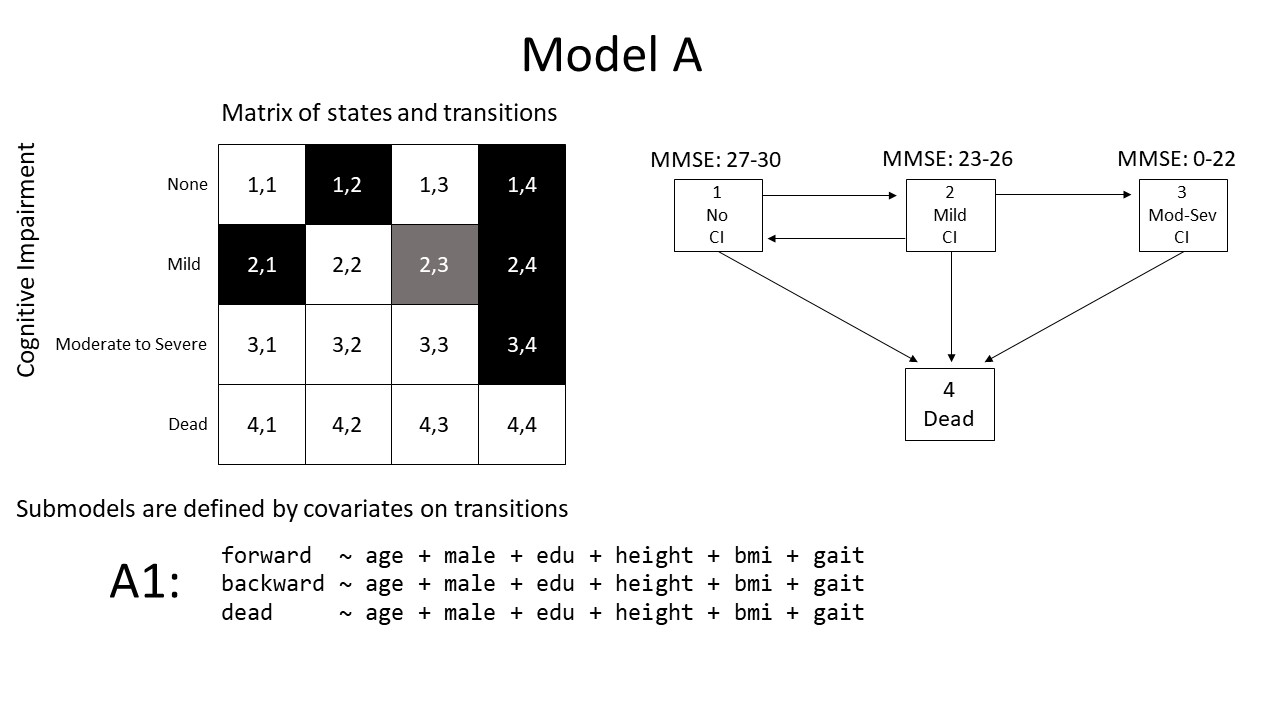 Model A
Matrix of states and transitions
Cognitive Impairment
None
1,1 1,2 1,3 1,4
Mild
2,1 2,2 2,3 2,4
Moderate to Severe
3,1 3,2 3,3 3,4
Dead
4,1 4,2 4,3 4,4
MMSE: 27-30
1
No
CI
MMSE: 23-26
2
Mild
CI
MMSE: 0-22
3
Mod-Sev
CI
4
Dead
Submodels are defined by covariates on transitions
A1:
forward ~ age + male + edu + height + bmi + gait
backward ~ age + male + edu + height + bmi + gait
dead ~ age + male + edu + height + bmi + gait